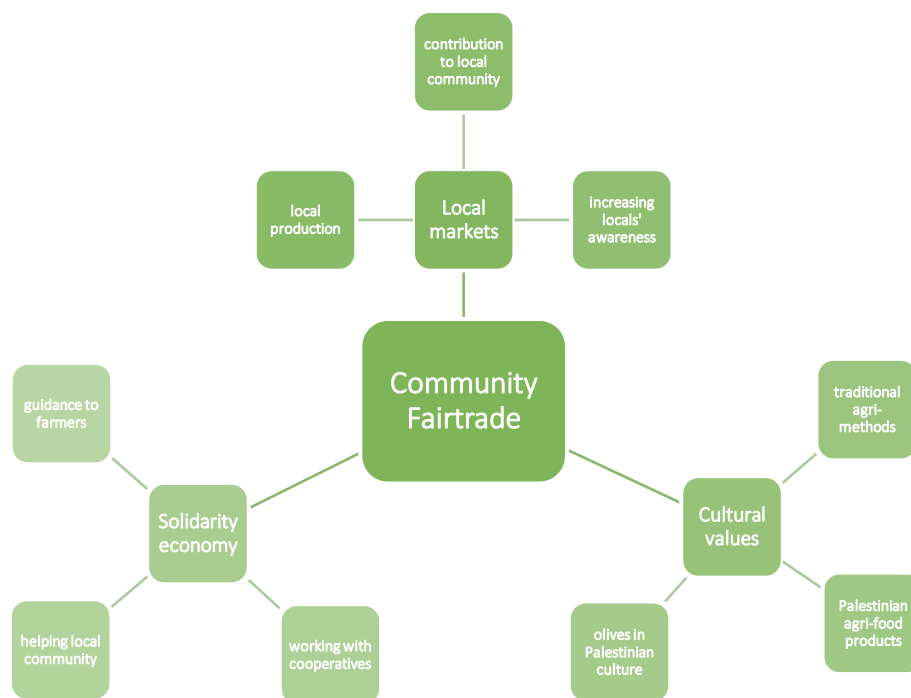 contribution
to local
community
local
production
Local
markets
increasing
locals'
awareness
Community
Fairtrade
guidance to
farmers
traditional
agri-
methods
Solidarity
economy
Cultural
values
helping local
community
working with
cooperatives
olives in
Palestinian
culture
Palestinian
agri-food
products